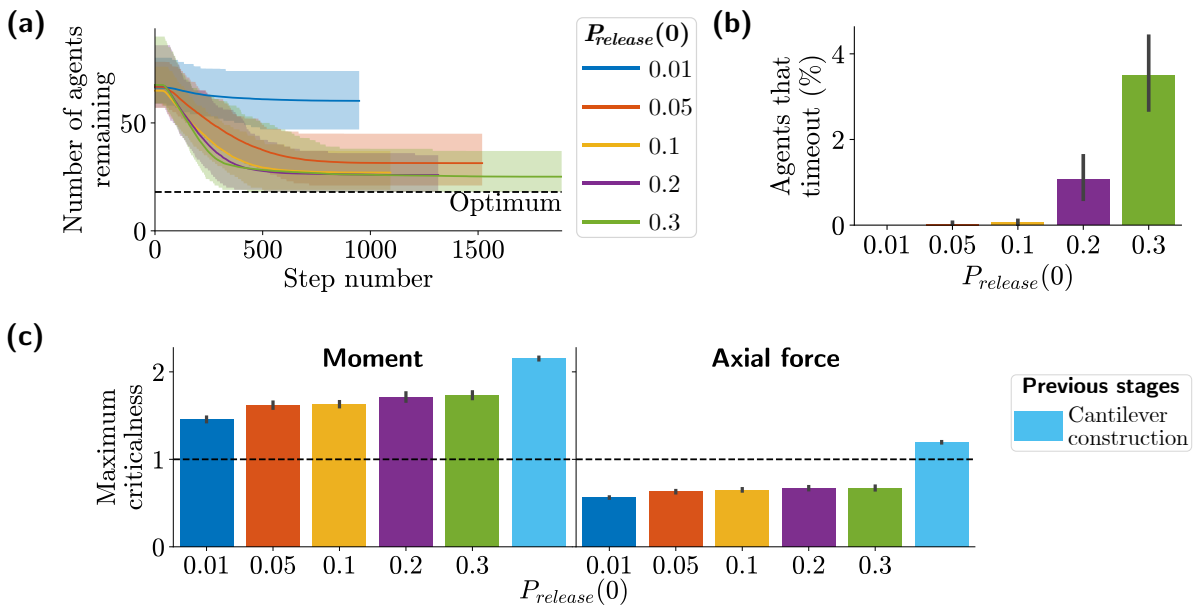 (a)
Number of agents
remaining
50
0
0
500
1000
1500
Step number
Optimum
P_release(0)
0.01
0.05
0.1
0.2
0.3
(b)
Agents that
timeout (%)
4
2
0
0.01
0.05
0.1
0.2
0.3
P_release(0)
(c)
Maximum
criticalness
2
1
0
Moment
Axial force
0.01
0.05
0.1
0.2
0.3
0.01
0.05
0.1
0.2
0.3
P_release(0)
Previous stages
Cantilever
construction